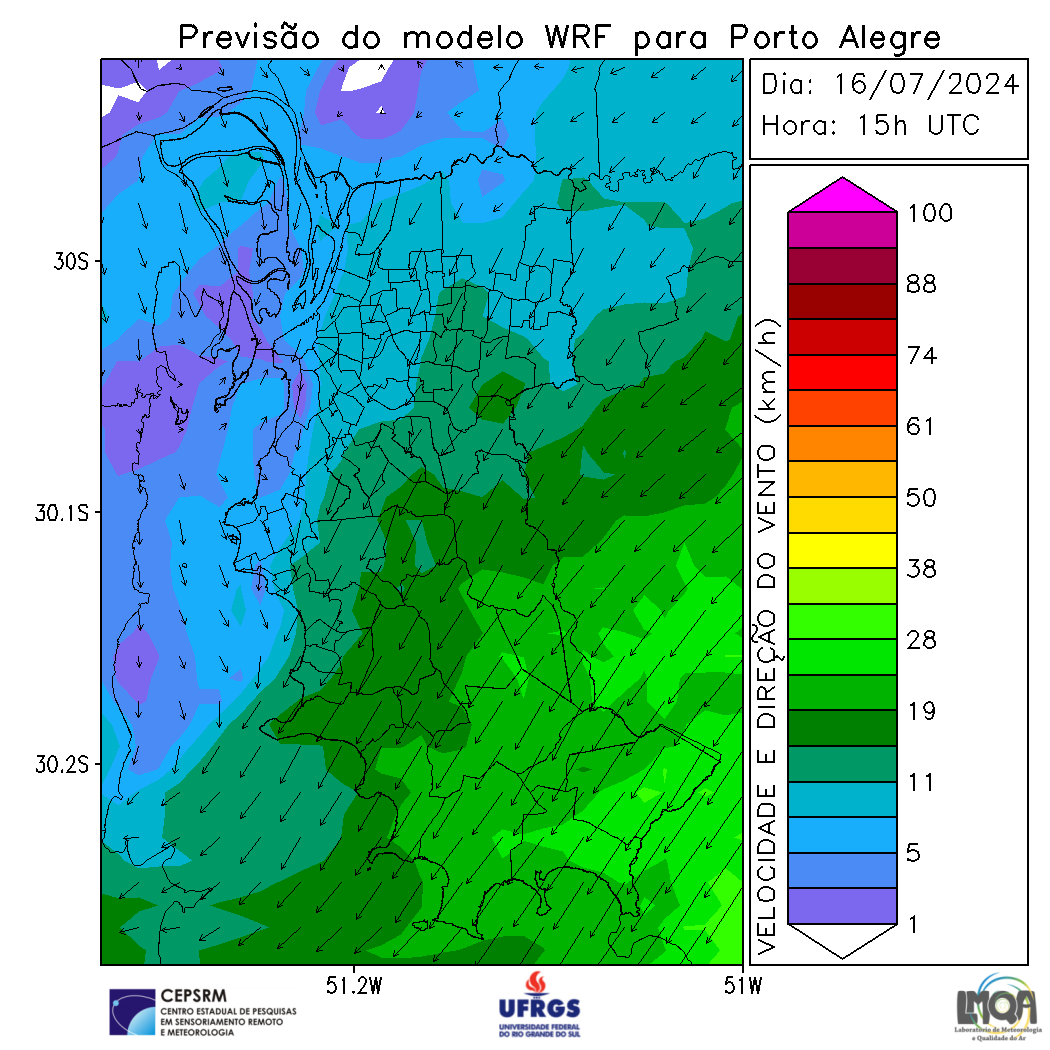 Previsão do modelo WRF para Porto Alegre
Dia: 16/07/2024
Hora: 15h UTC
30S
30.1S
30.2S
51.2W
51W
VELOCIDADE E DIREÇÃO DO VENTO (km/h)
100
88
74
61
50
38
28
19
11
5
1
CEPSRM
CENTRO ESTADUAL DE PESQUISAS
EM SENSORIAMENTO REMOTO
E METEOROLOGIA
UFRGS
UNIVERSIDADE FEDERAL
DO RIO GRANDE DO SUL
LMQA
Laboratório de Meteorologia
e Qualidade do Ar